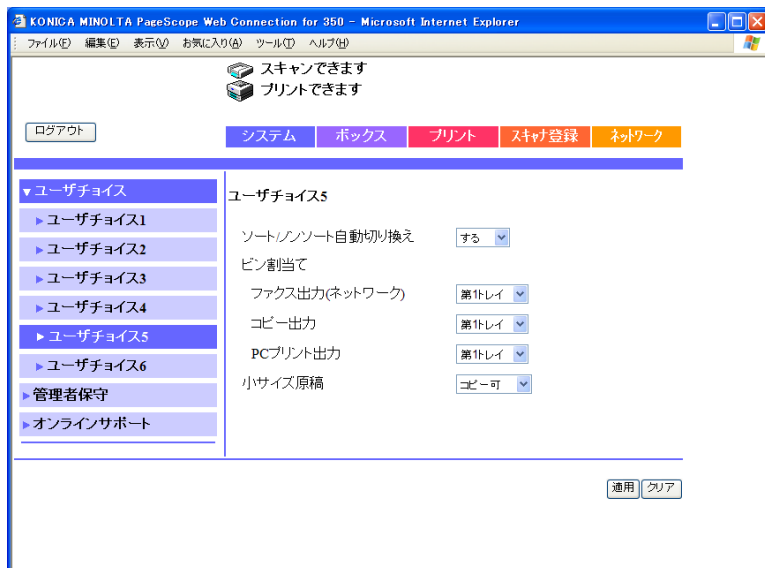 KONICA MINOLTA PageScope Web Connection for 350 - Microsoft Internet Explorer
ファイル(F) 編集(E) 表示(V) お気に入り(A) ツール(T) ヘルプ(H)
スキャンできます
プリントできます
ログアウト
システム ボックス プリント スキャナ登録 ネットワーク
▼ユーザチョイス
▶ユーザチョイス1
▶ユーザチョイス2
▶ユーザチョイス3
▶ユーザチョイス4
▶ユーザチョイス5
▶ユーザチョイス6
▶管理者保守
▶オンラインサポート
ユーザチョイス5
ソート/ノンソート自動切り換え する
ビン割当て
ファクス出力(ネットワーク) 第1トレイ
コピー出力 第1トレイ
PCプリント出力 第1トレイ
小サイズ原稿 コピー可
適用 クリア